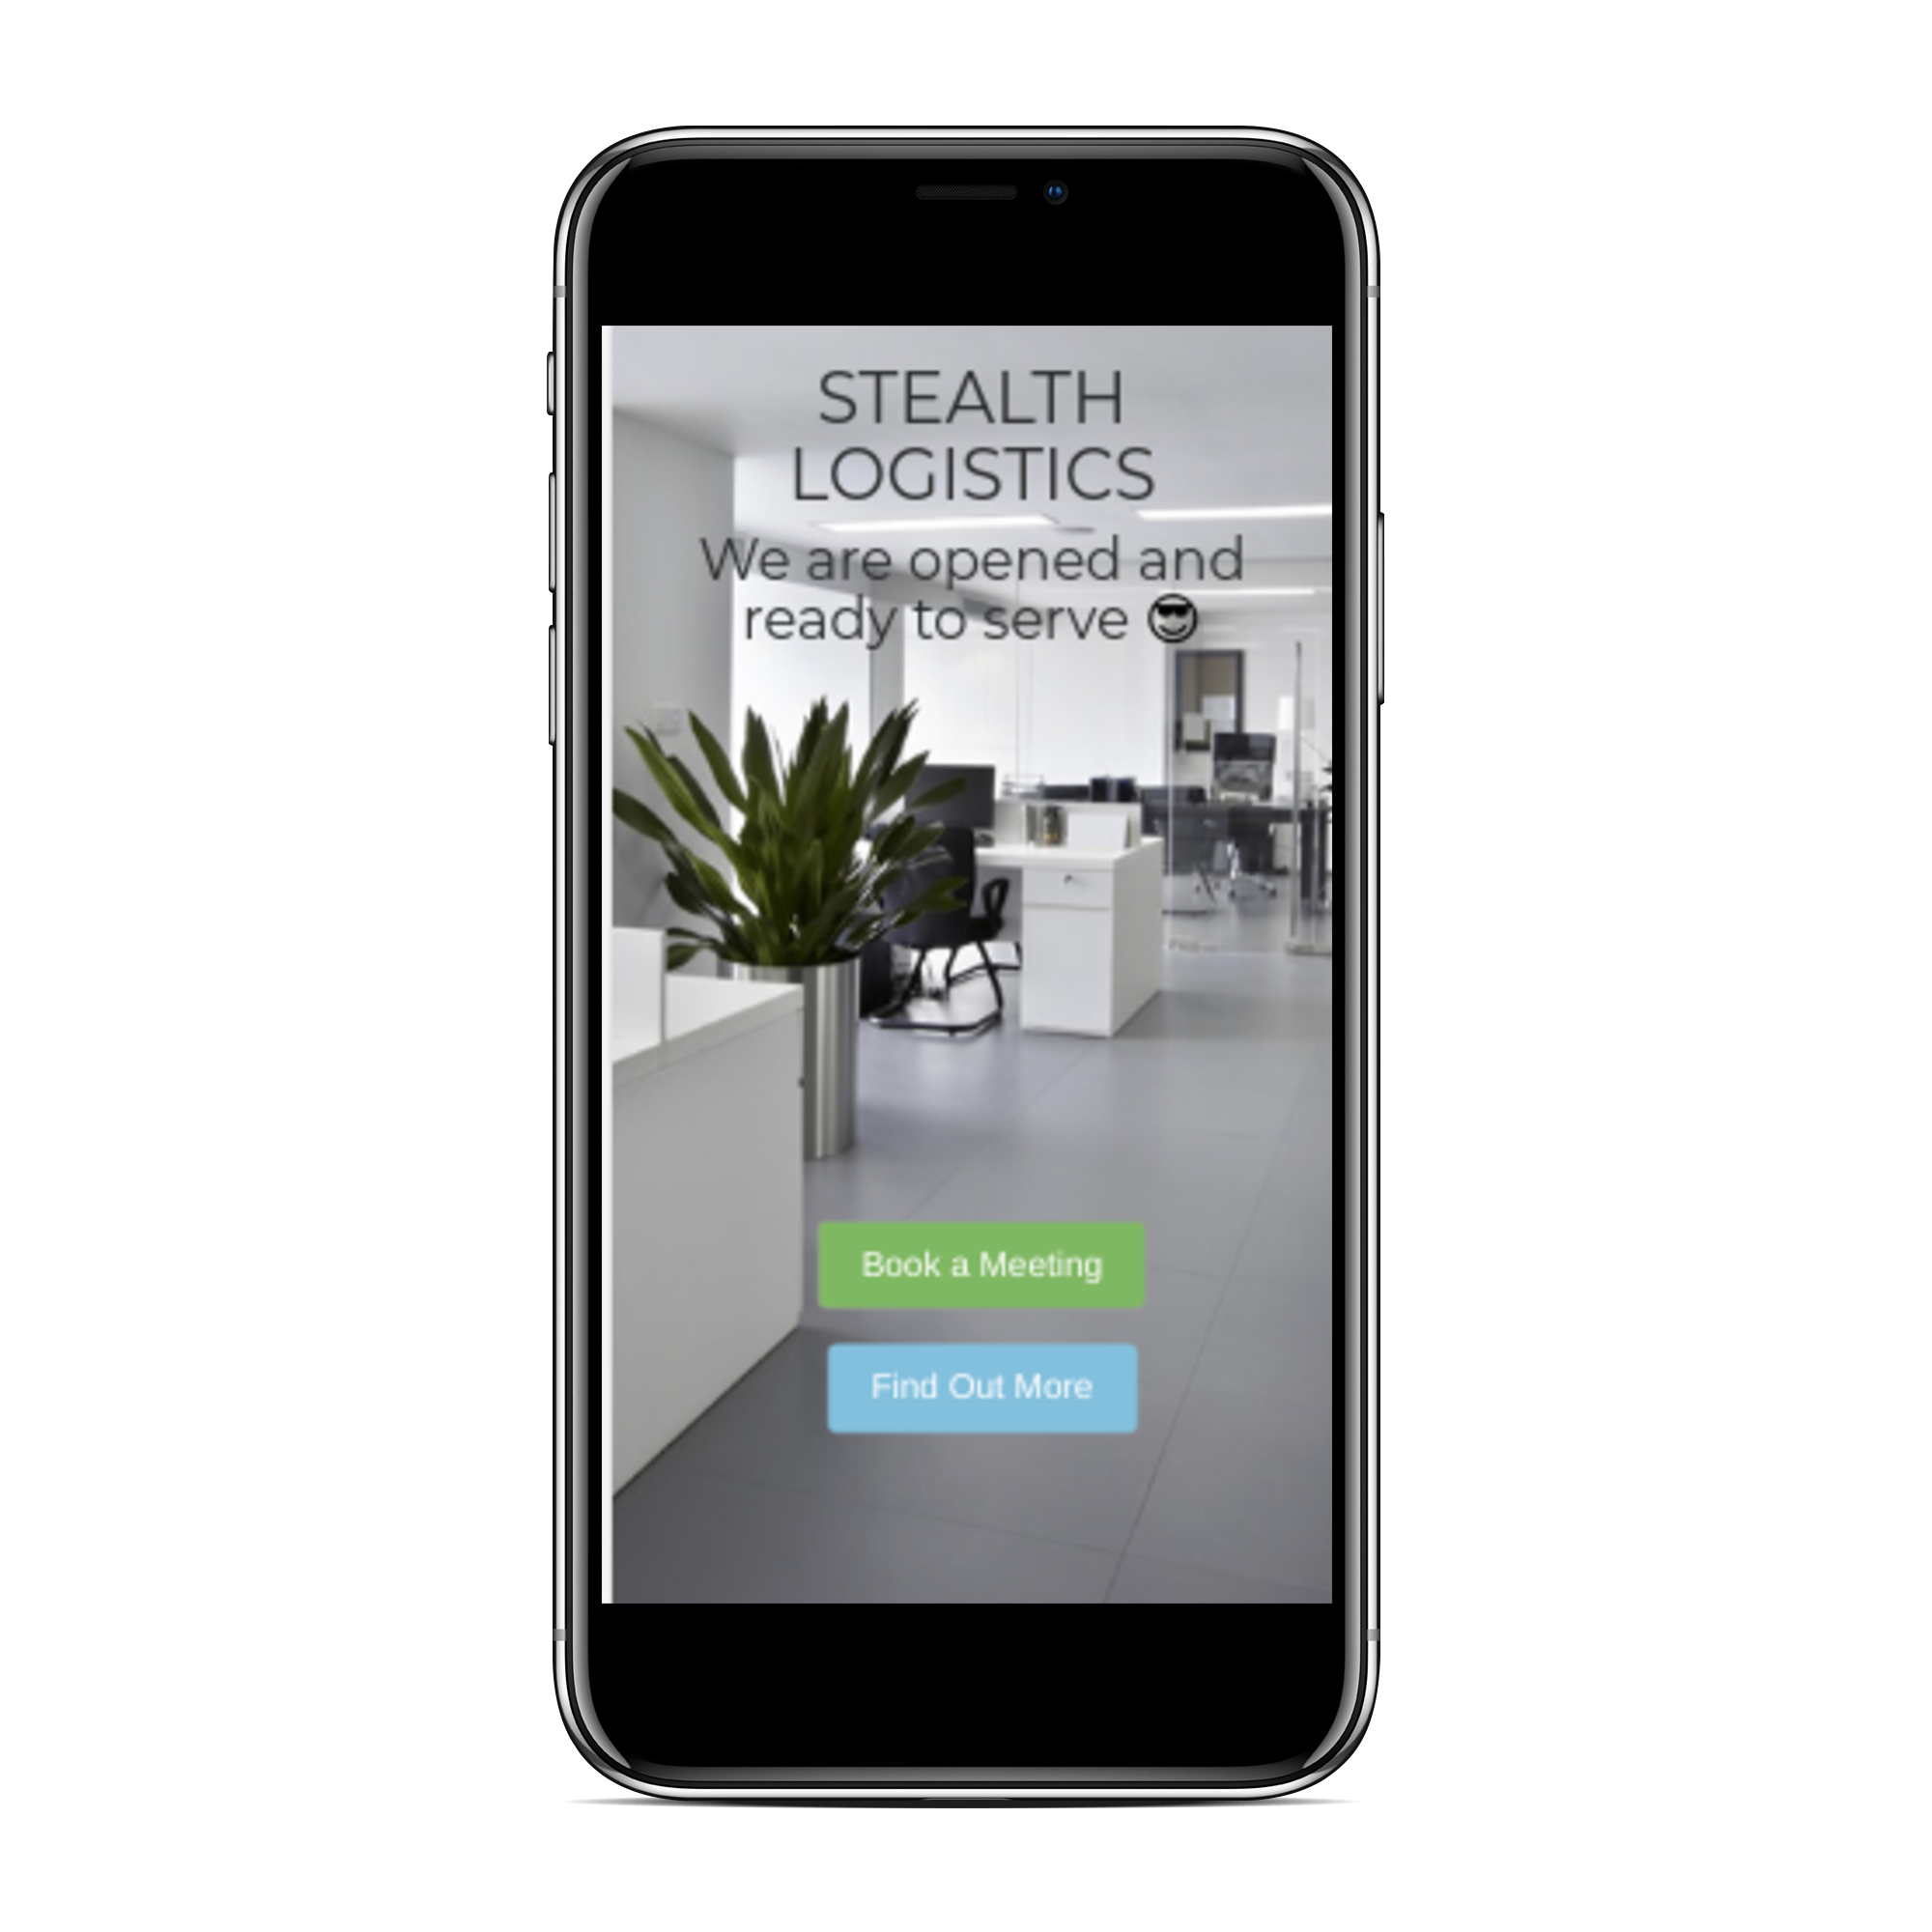 STEALTH
LOGISTICS
We are opened and
ready to serve 😎
Book a Meeting
Find Out More